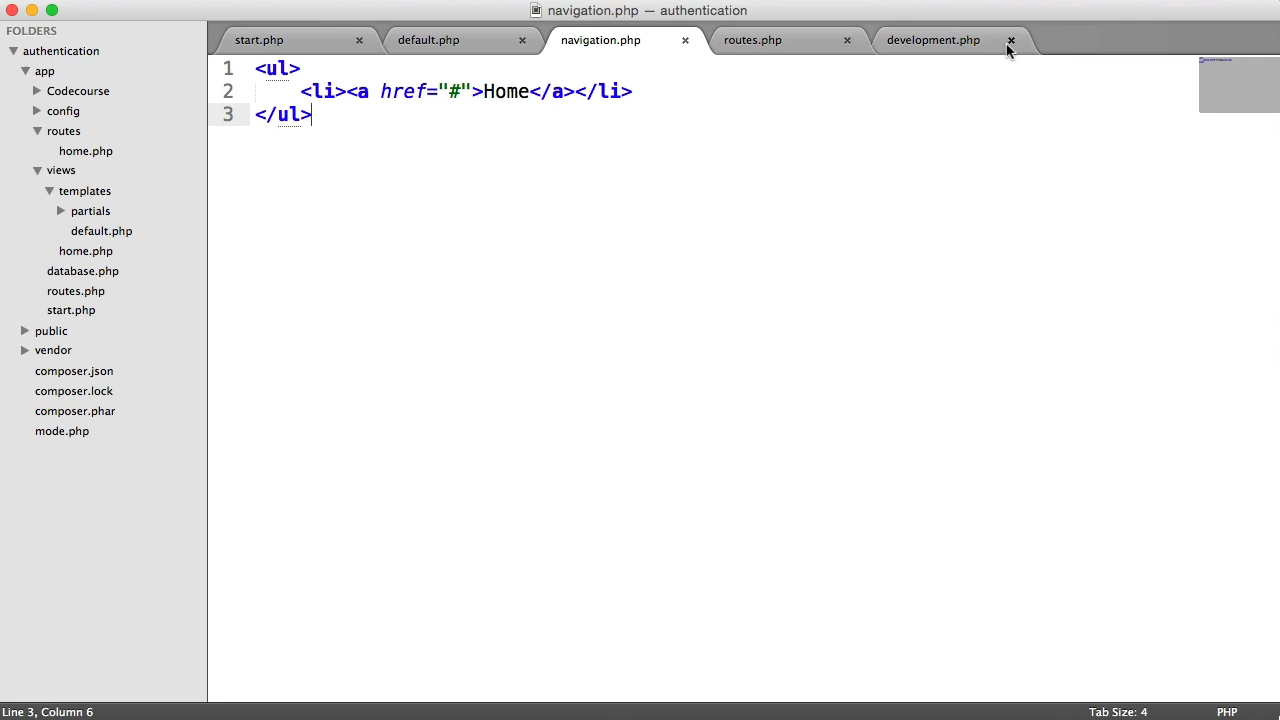 navigation.php — authentication
FOLDERS
authentication
app
Codecourse
config
routes
home.php
views
templates
partials
default.php
home.php
database.php
routes.php
start.php
public
vendor
composer.json
composer.lock
composer.phar
mode.php
start.php
default.php
navigation.php
routes.php
development.php
1 <ul>
2 <li><a href="#">Home</a></li>
3 </ul>
Line 3, Column 6
Tab Size: 4
PHP